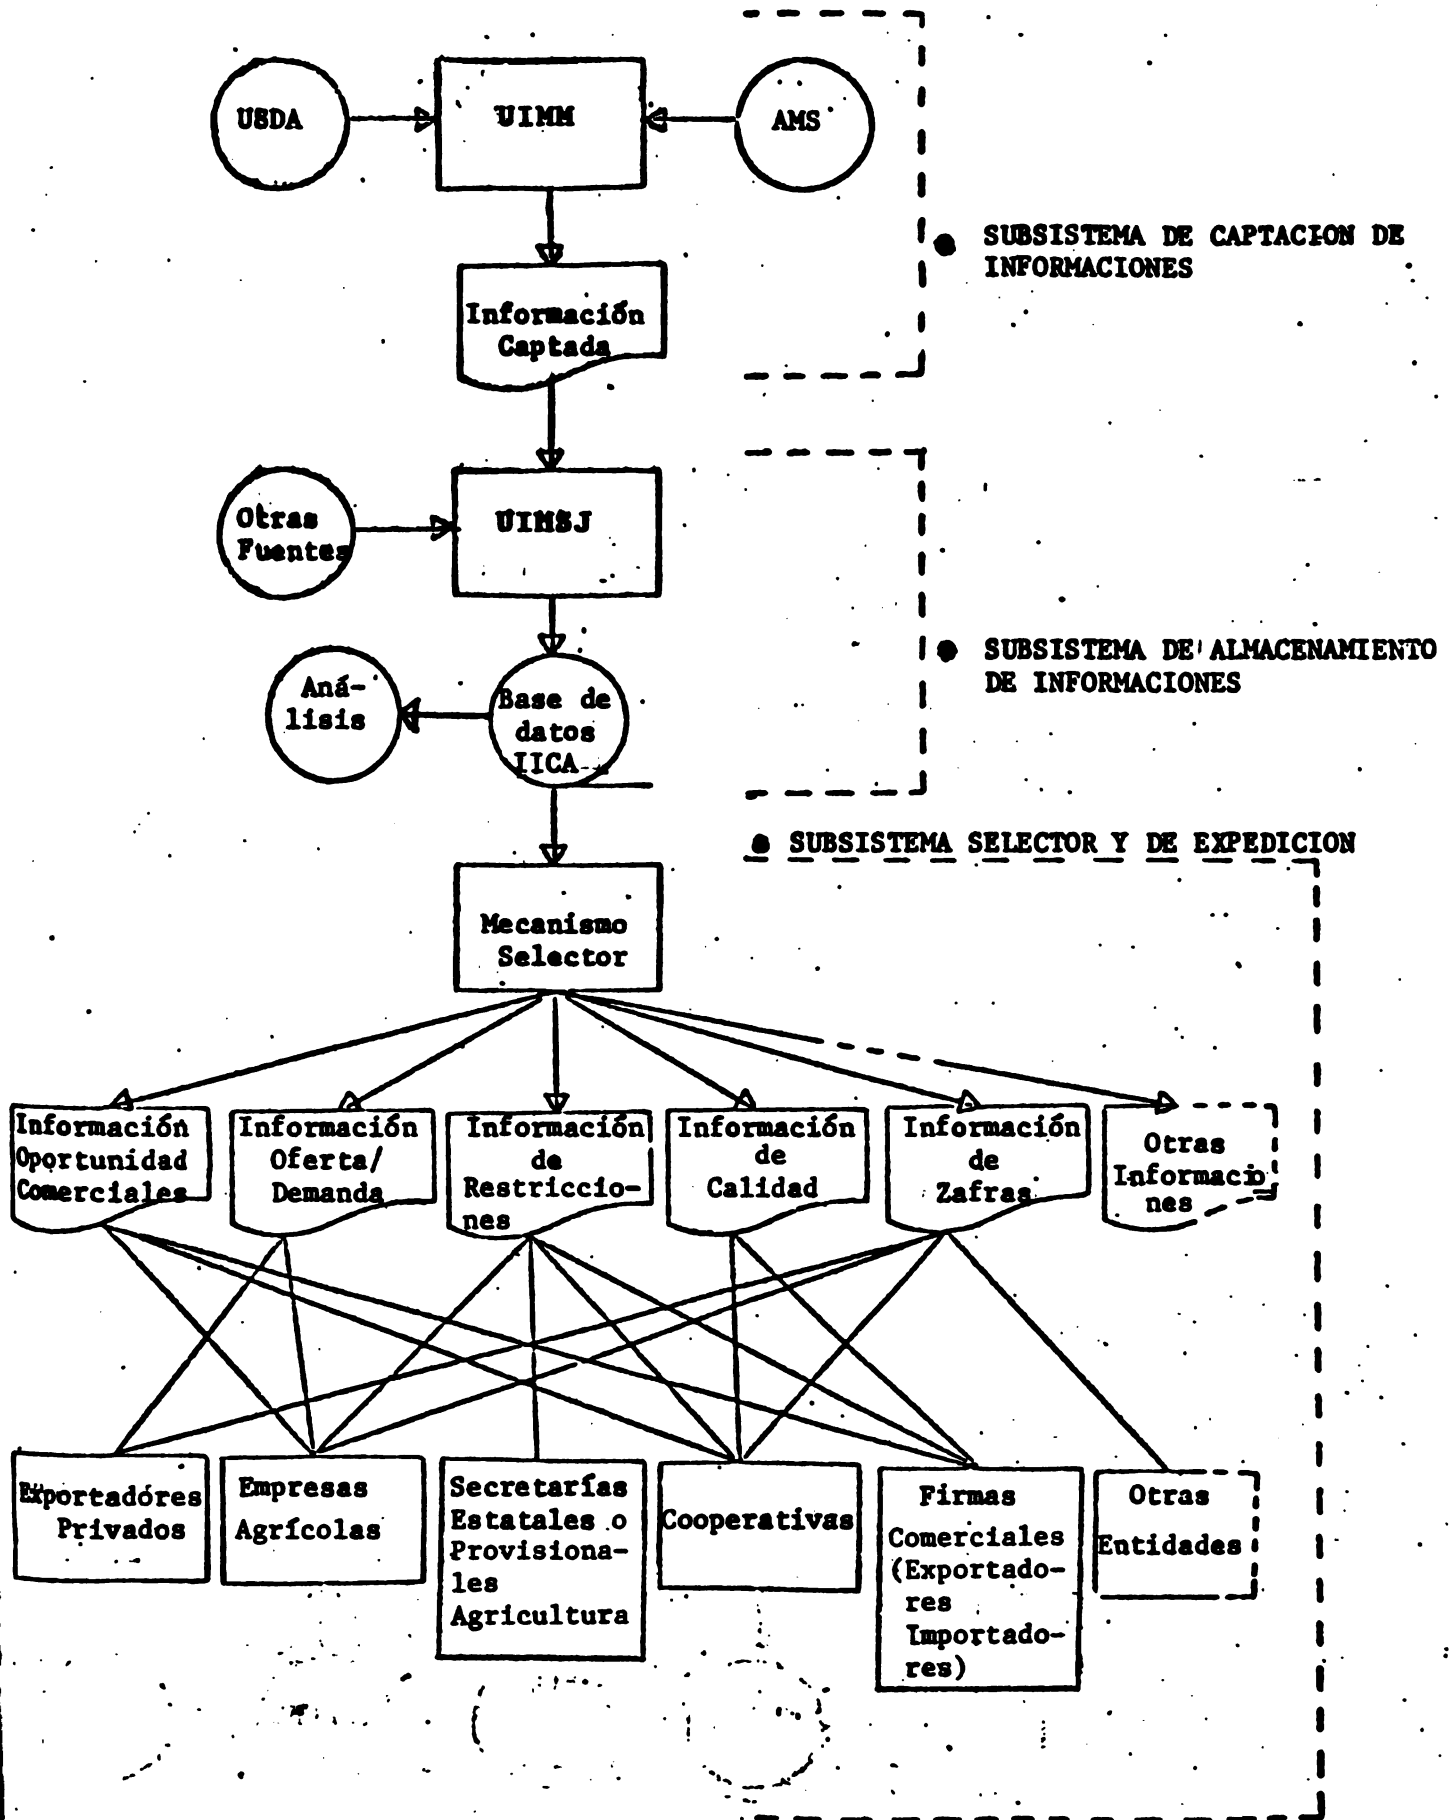 USDA
UIMM
AMS
SUBSISTEMA DE CAPTACION DE
INFORMACIONES
Información
Captada
Otras
Fuentes
UIMSJ
SUBSISTEMA DE ALMACENAMIENTO
DE INFORMACIONES
Aná-
lisis
Base de
datos
IICA
SUBSISTEMA SELECTOR Y DE EXPEDICION
Mecanismo
Selector
Información
Oportunidad
Comerciales
Información
Oferta/
Demanda
Información
de
Restriccio-
nes
Información
de
Calidad
Información
de
Zafras
Otras
Informacio
nes
Exportadóres
Privados
Empresas
Agrícolas
Secretarías
Estatales o
Provisiona-
les
Agricultura
Cooperativas
Firmas
Comerciales
(Exportado-
res
Importado-
res)
Otras
Entidades